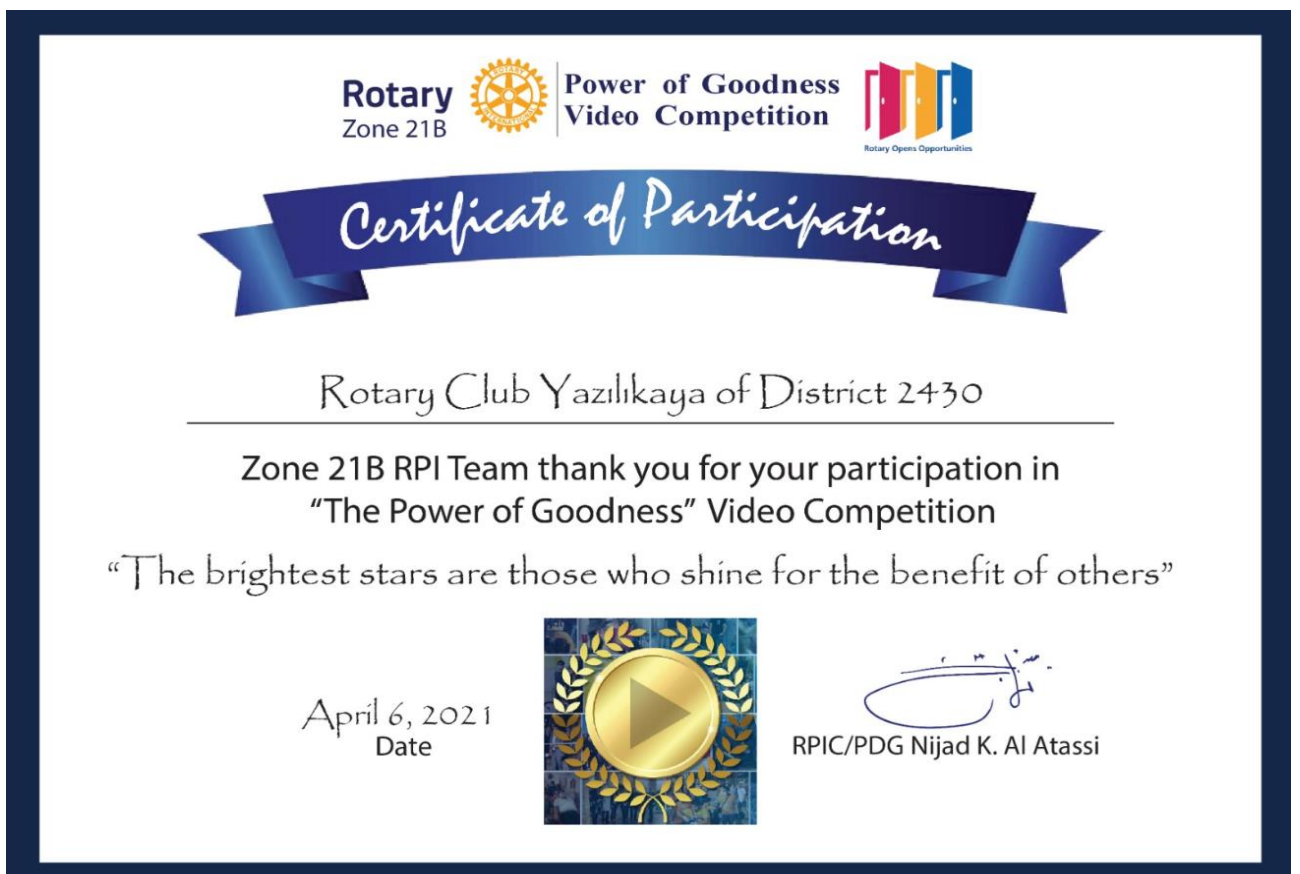 Rotary
Zone 21B
ROTARY
INTERNATIONAL
Power of Goodness
Video Competition
Rotary Opens Opportunities
Certificate of Participation
Rotary Club Yazılıkaya of District 2430
Zone 21B RPI Team thank you for your participation in
“The Power of Goodness” Video Competition
“The brightest stars are those who shine for the benefit of others”
April 6, 2021
Date
RPIC/PDG Nijad K. Al Atassi